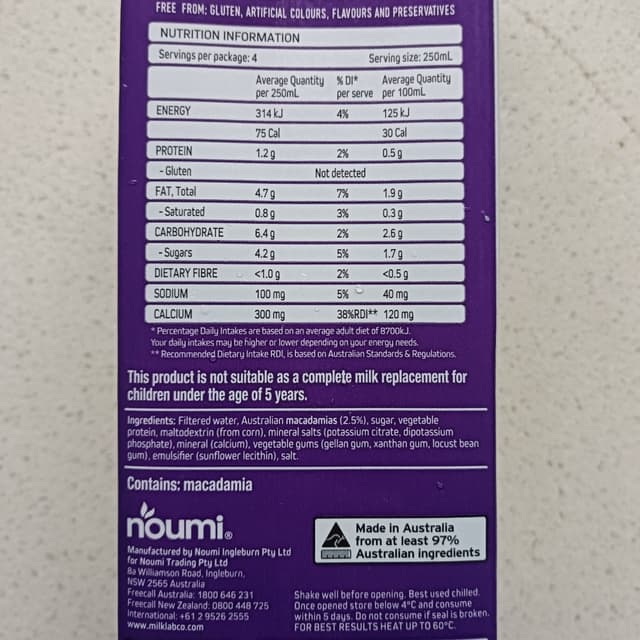 FREE FROM: GLUTEN, ARTIFICIAL COLOURS, FLAVOURS AND PRESERVATIVES
NUTRITION INFORMATION
Servings per package: 4 Serving size: 250mL
Average Quantity % DI* Average Quantity
per 250mL per serve per 100mL
ENERGY 314 kJ 4% 125 kJ
75 Cal 30 Cal
PROTEIN 1.2 g 2% 0.5 g
- Gluten Not detected
FAT, Total 4.7 g 7% 1.9 g
- Saturated 0.8 g 3% 0.3 g
CARBOHYDRATE 6.4 g 2% 2.6 g
- Sugars 4.2 g 5% 1.7 g
DIETARY FIBRE <1.0 g 2% <0.5 g
SODIUM 100 mg 5% 40 mg
CALCIUM 300 mg 38%RDI** 120 mg
* Percentage Daily Intakes are based on an average adult diet of 8700kJ.
Your daily intakes may be higher or lower depending on your energy needs.
** Recommended Dietary Intake RDI, is based on Australian Standards & Regulations.
This product is not suitable as a complete milk replacement for
children under the age of 5 years.
Ingredients: Filtered water, Australian macadamias (2.5%), sugar, vegetable
protein, maltodextrin (from corn), mineral salts (potassium citrate, dipotassium
phosphate), mineral (calcium), vegetable gums (gellan gum, xanthan gum, locust bean
gum), emulsifier (sunflower lecithin), salt.
Contains: macadamia
noumi®
Manufactured by Noumi Ingleburn Pty Ltd
for Noumi Trading Pty Ltd
8a Williamson Road, Ingleburn,
NSW 2565 Australia
Freecall Australia: 1800 646 231
Freecall New Zealand: 0800 448 725
International: +61 2 9526 2555
www.milklabco.com
Made in Australia
from at least 97%
Australian ingredients
Shake well before opening. Best used chilled.
Once opened store below 4°C and consume
within 5 days. Do not consume if seal is broken.
FOR BEST RESULTS HEAT UP TO 60°C.